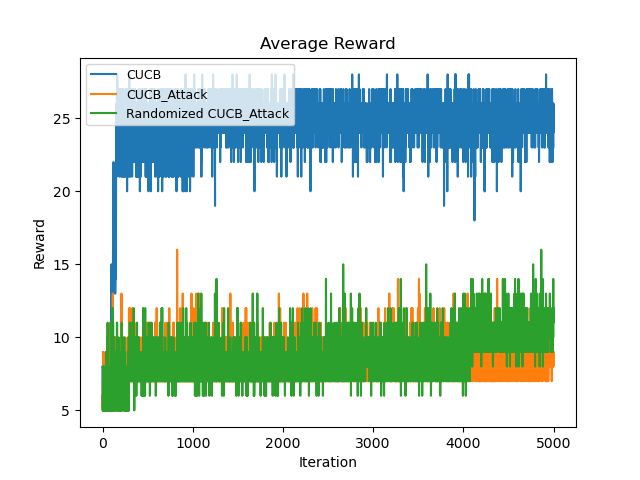 Average Reward
CUCB
CUCB_Attack
Randomized CUCB_Attack
Reward
25
20
15
10
5
0 1000 2000 3000 4000 5000
Iteration